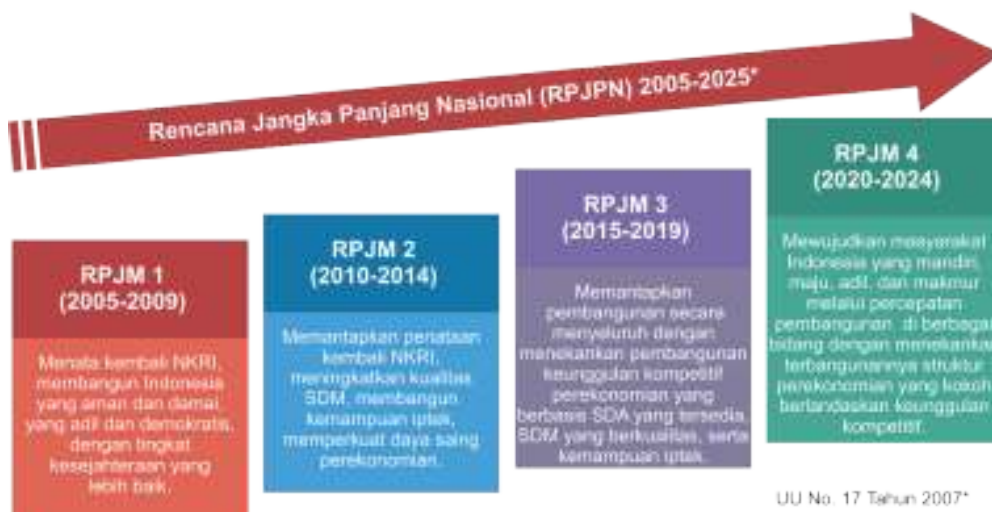 Rencana Jangka Panjang Nasional (RPJPN) 2005-2025*
RPJM 1
(2005-2009)
Menata kembali NKRI,
membangun Indonesia
yang aman dan damai,
yang adil dan demokratis,
dengan tingkat
kesejahteraan yang
lebih baik.
RPJM 2
(2010-2014)
Memantapkan penataan
kembali NKRI,
meningkatkan kualitas
SDM, membangun
kemampuan iptek,
memperkuat daya saing
perekonomian.
RPJM 3
(2015-2019)
Memantapkan
pembangunan secara
menyeluruh dengan
menekankan pembangunan
keunggulan kompetitif
perekonomian yang
berbasis SDA yang tersedia,
SDM yang berkualitas, serta
kemampuan iptek.
RPJM 4
(2020-2024)
Mewujudkan masyarakat
Indonesia yang mandiri,
maju, adil, dan makmur
melalui percepatan
pembangunan di berbagai
bidang dengan menekankan
terbangunnya struktur
perekonomian yang kokoh
berlandaskan keunggulan
kompetitif.
UU No. 17 Tahun 2007*